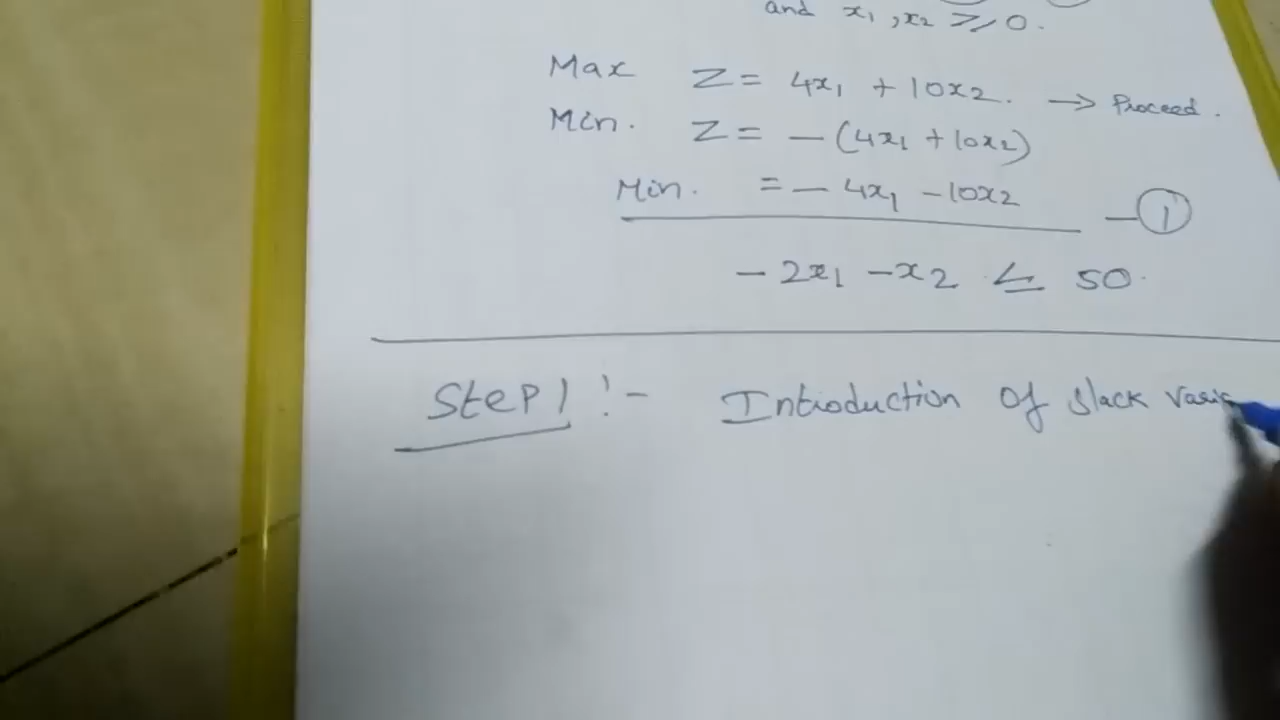 and x₁, x₂ ≥ 0.
Max Z = 4x₁ + 10x₂. → Proceed.
Min. Z = – (4x₁ + 10x₂)
Min. = – 4x₁ – 10x₂ – ①
– 2x₁ – x₂ ≤ 50.
Step 1 :- Introduction of slack